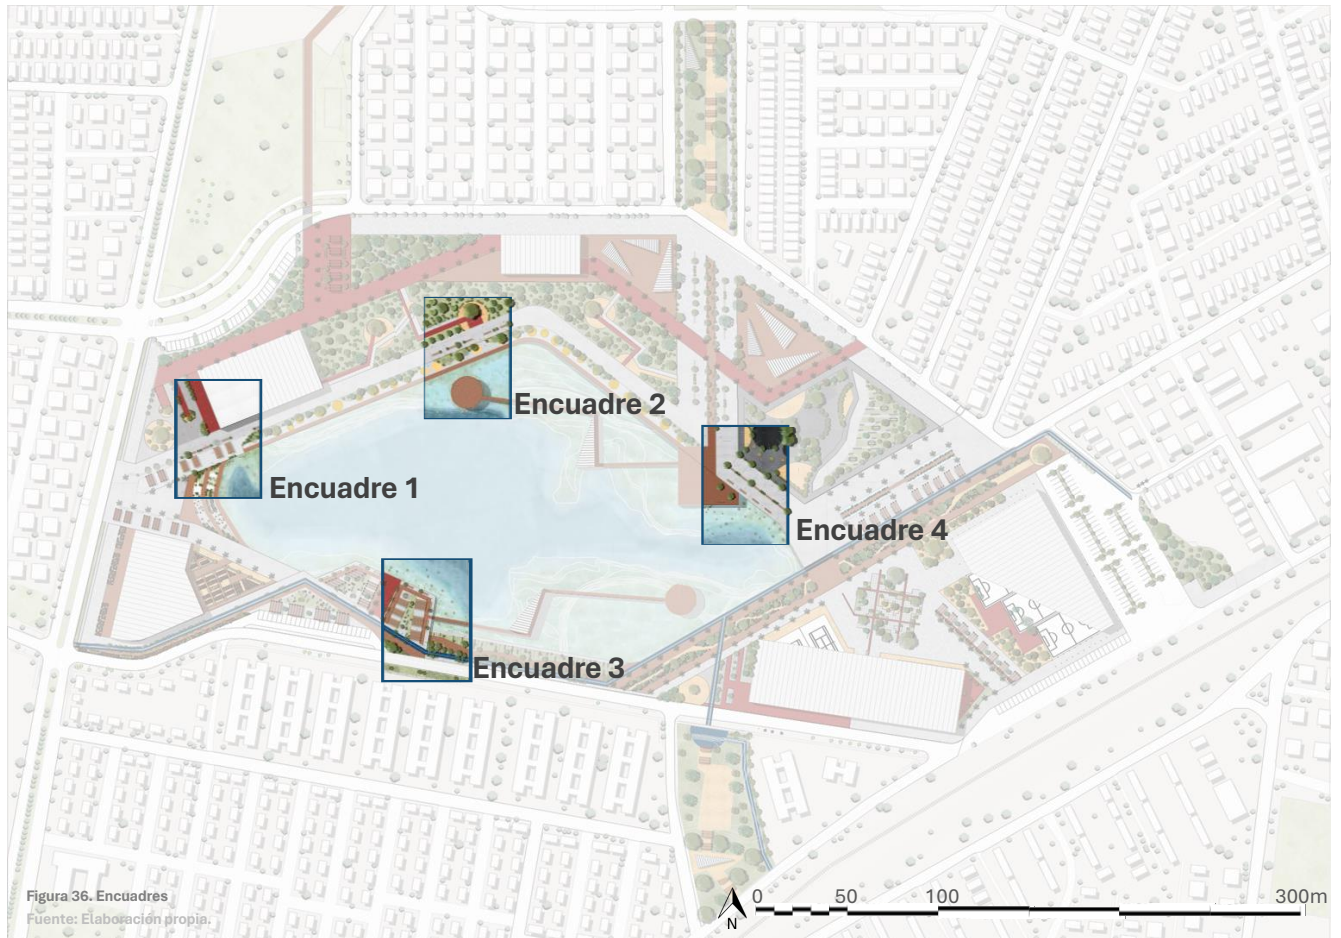 Encuadre 2
Encuadre 1
Encuadre 4
Encuadre 3
Figura 36. Encuadres
Fuente: Elaboración propia.
N
0 50 100 300m